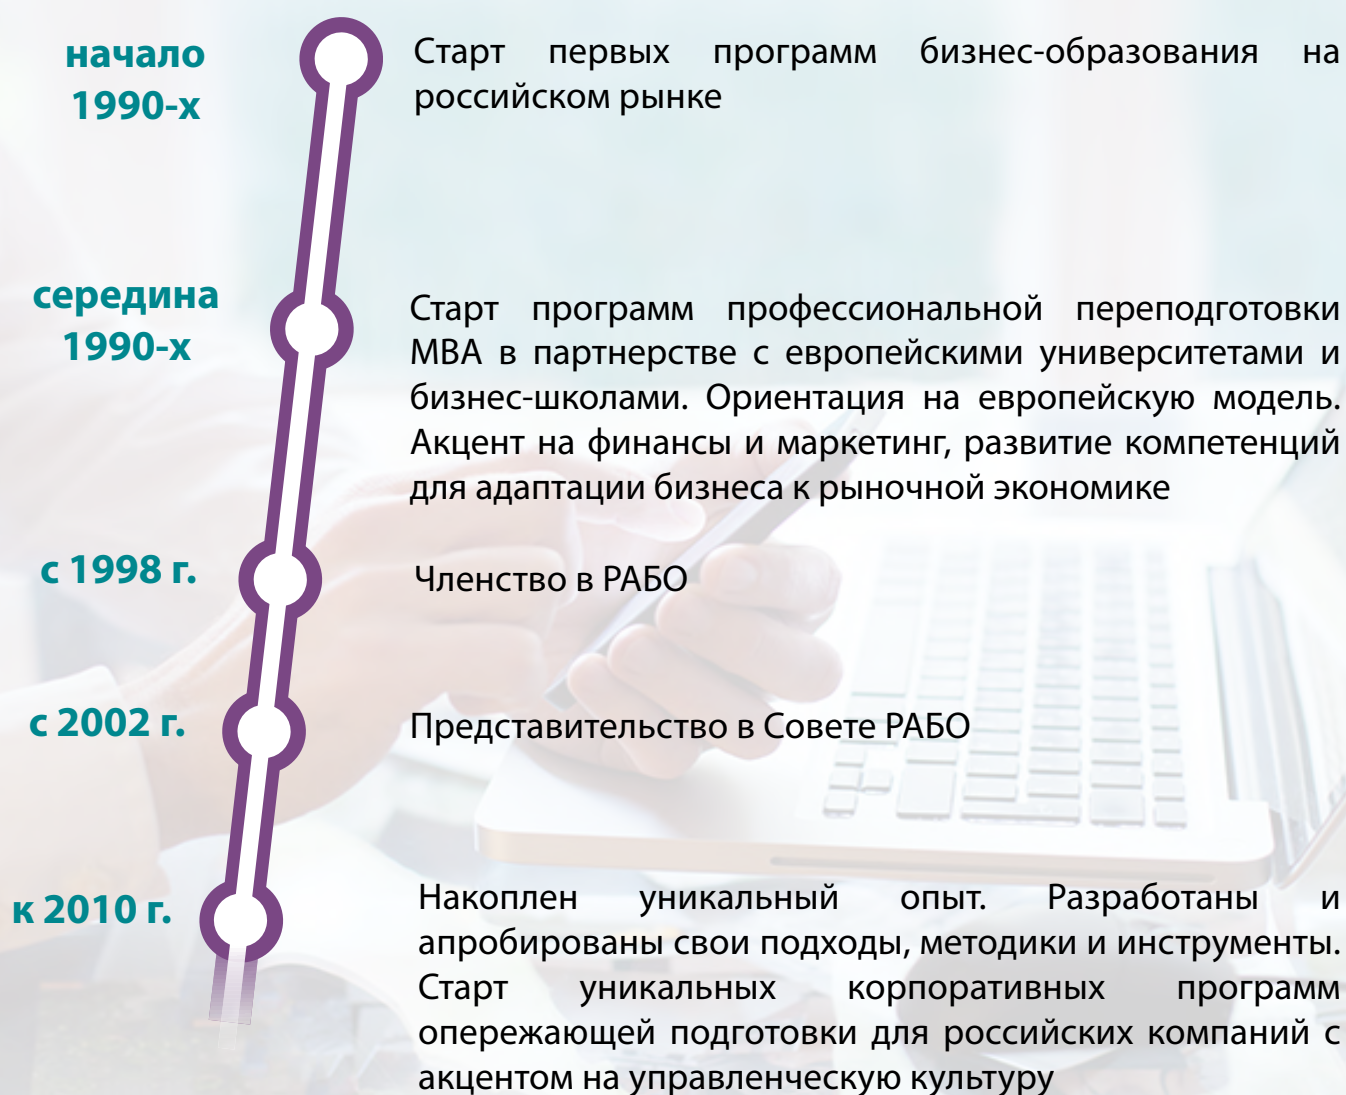 начало
1990-х
Старт первых программ бизнес-образования на
российском рынке
середина
1990-х
Старт программ профессиональной переподготовки
МВА в партнерстве с европейскими университетами и
бизнес-школами. Ориентация на европейскую модель.
Акцент на финансы и маркетинг, развитие компетенций
для адаптации бизнеса к рыночной экономике
с 1998 г.
Членство в РАБО
с 2002 г.
Представительство в Совете РАБО
к 2010 г.
Накоплен уникальный опыт. Разработаны и
апробированы свои подходы, методики и инструменты.
Старт уникальных корпоративных программ
опережающей подготовки для российских компаний с
акцентом на управленческую культуру